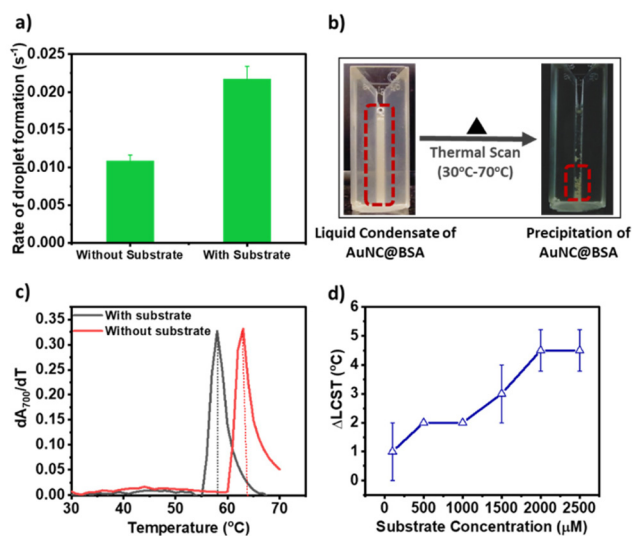 a)
Rate of droplet formation (s⁻¹)
0.025
0.020
0.015
0.010
0.005
0.000
Without Substrate
With Substrate
b)
Thermal Scan
(30°C-70°C)
Liquid Condensate of
AuNC@BSA
Precipitation of
AuNC@BSA
c)
With substrate
Without substrate
dA₇₀₀/dT
0.35
0.30
0.25
0.20
0.15
0.10
0.05
0.00
30 40 50 60 70 80
Temperature (°C)
d)
ΔLCST (°C)
6
5
4
3
2
1
0
0 500 1000 1500 2000 2500
Substrate Concentration (μM)